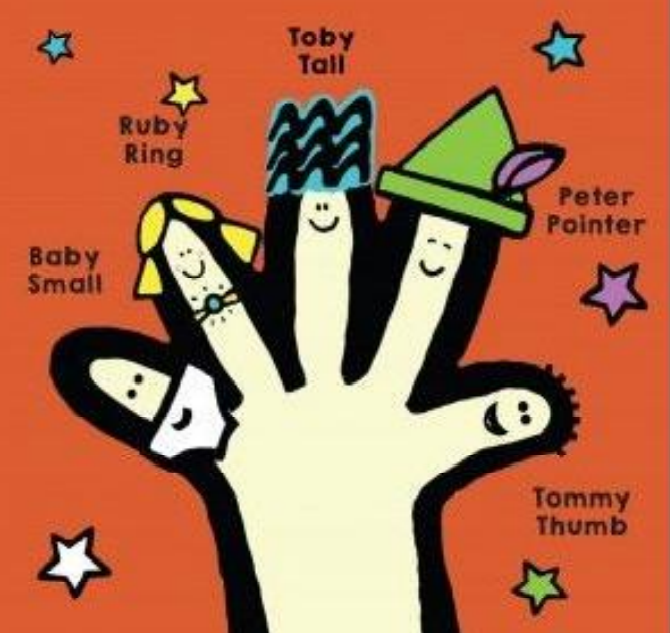 Toby
Tall
Ruby
Ring
Peter
Pointer
Baby
Small
Tommy
Thumb